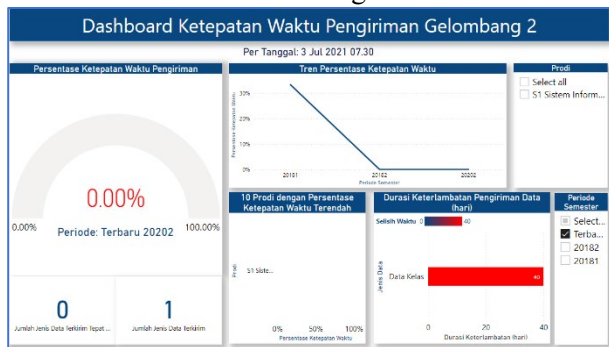 Dashboard Ketepatan Waktu Pengiriman Gelombang 2
Per Tanggal: 3 Jul 2021 07.30
Persentase Ketepatan Waktu Pengiriman
0.00%
0.00%
100.00%
Periode: Terbaru 20202
0
Jumlah Jenis Data Terkirim Tepat ...
1
Jumlah Jenis Data Terkirim
Tren Persentase Ketepatan Waktu
Persentase Ketepatan Waktu
30%
20%
10%
0%
20181
20182
20202
Periode Semester
Prodi
Select all
S1 Sistem Inform...
10 Prodi dengan Persentase
Ketepatan Waktu Terendah
Prodi
S1 Siste...
0%
50%
100%
Persentase Ketepatan Waktu
Durasi Keterlambatan Pengiriman Data
(hari)
Selisih Waktu 0
40
Jenis Data
Data Kelas
40
0
20
40
Durasi Keterlambatan (hari)
Periode
Semester
Select...
Terba...
20182
20181